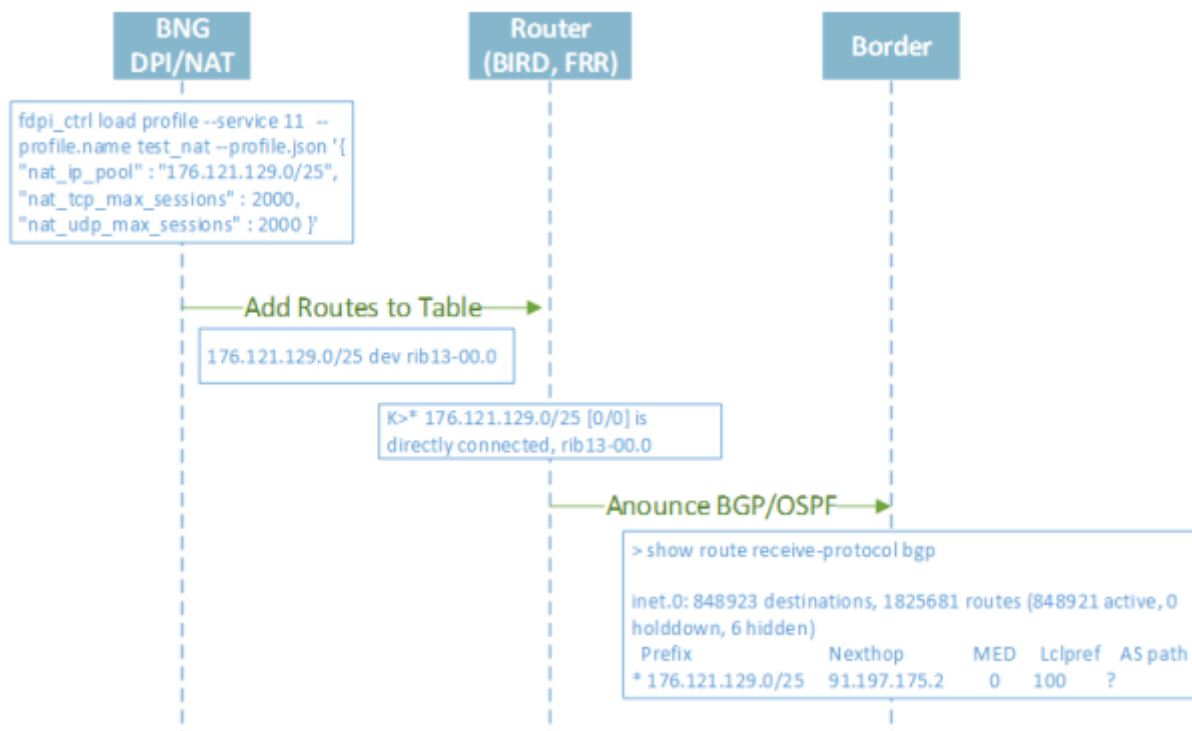 BNG
DPI/NAT
Router
(BIRD, FRR)
Border
fdpi_ctrl load profile --service 11 --
profile.name test_nat --profile.json '{
"nat_ip_pool" : "176.121.129.0/25",
"nat_tcp_max_sessions" : 2000,
"nat_udp_max_sessions" : 2000 }'
Add Routes to Table
176.121.129.0/25 dev rib13-00.0
K>* 176.121.129.0/25 [0/0] is
directly connected, rib13-00.0
Anounce BGP/OSPF
> show route receive-protocol bgp
inet.0: 848923 destinations, 1825681 routes (848921 active, 0
holddown, 6 hidden)
Prefix Nexthop MED Lclpref AS path
* 176.121.129.0/25 91.197.175.2 0 100 ?